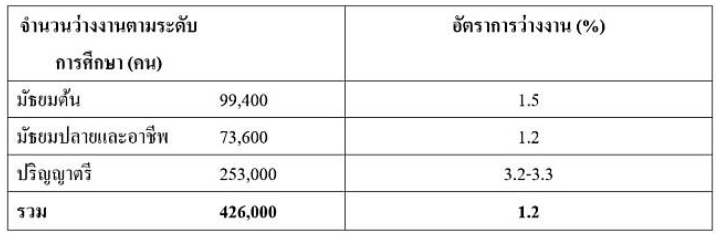 จำนวนว่างงานตามระดับ อัตราการว่างงาน (%)
การศึกษา (คน)
มัธยมต้น 99,400 1.5
มัธยมปลายและอาชีพ 73,600 1.2
ปริญญาตรี 253,000 3.2-3.3
รวม 426,000 1.2